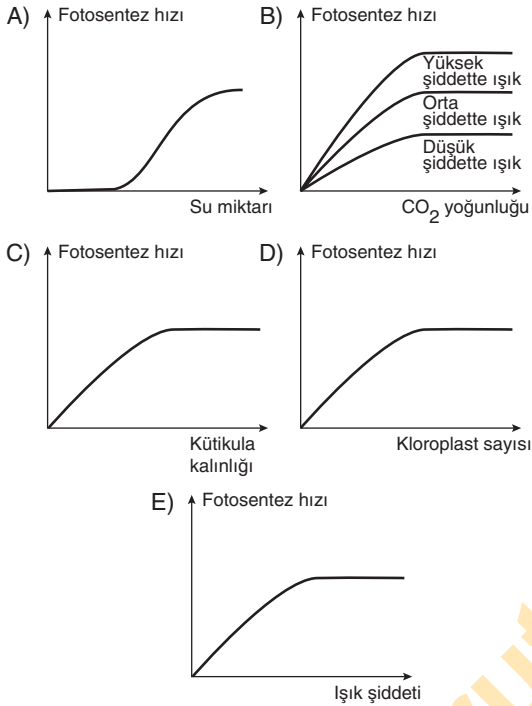 A) Fotosentez hızı
Su miktarı
B) Fotosentez hızı
Yüksek
şiddette ışık
Orta
şiddette ışık
Düşük
şiddette ışık
CO2 yoğunluğu
C) Fotosentez hızı
Kütikula
kalınlığı
D) Fotosentez hızı
Kloroplast sayısı
E) Fotosentez hızı
Işık şiddeti